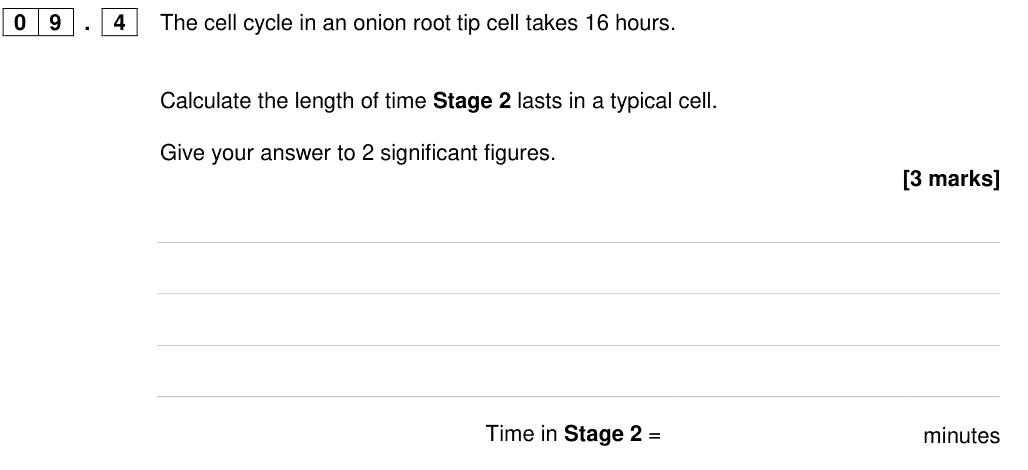 09.4 The cell cycle in an onion root tip cell takes 16 hours.
Calculate the length of time Stage 2 lasts in a typical cell.
Give your answer to 2 significant figures.
[3 marks]
Time in Stage 2 = minutes